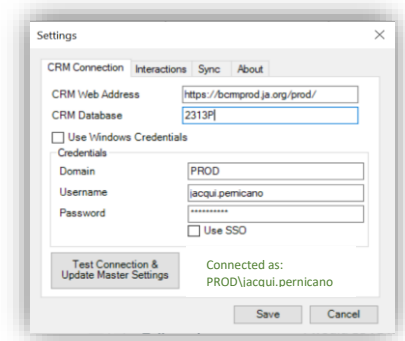 Settings
CRM Connection Interactions Sync About
CRM Web Address https://bcmprod.ja.org/prod/
CRM Database 2313P
Use Windows Credentials
Credentials
Domain PROD
Username jacqui.pernicano
Password **********
Use SSO
Test Connection &
Update Master Settings
Connected as:
PROD\jacqui.pernicano
Save Cancel